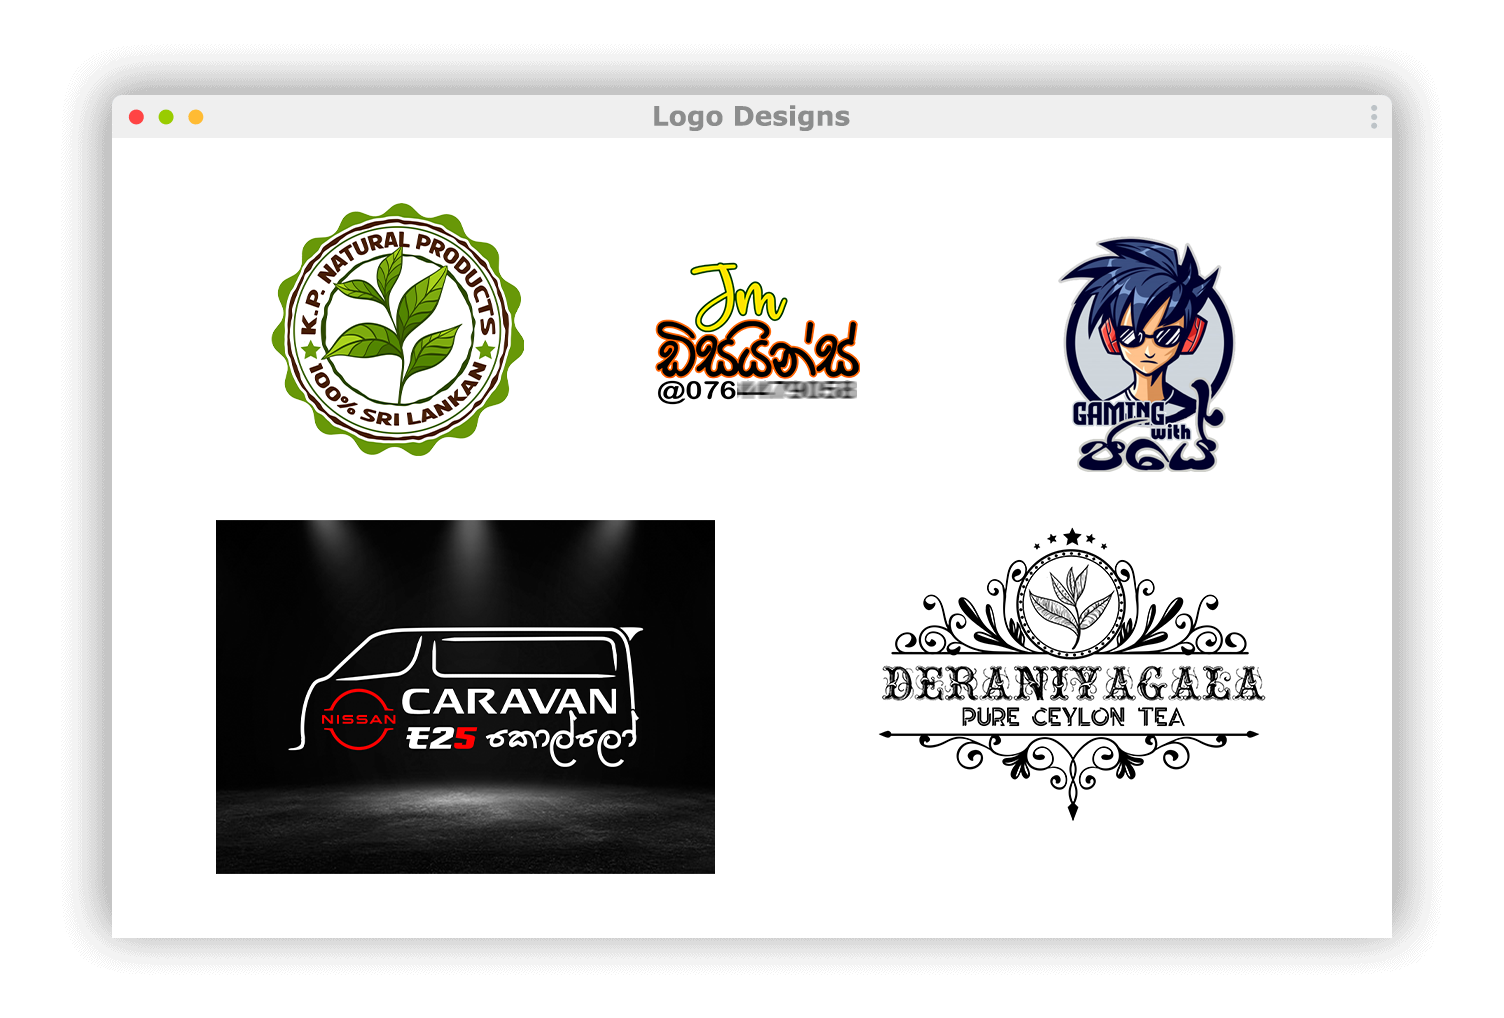 Logo Designs
K.P. NATURAL PRODUCTS
100% SRI LANKAN
Jm
ඩිසයින්ස්
@076
GAMING
with
NISSAN
CARAVAN
E25 කොල්ලෝ
DERANIYAGALA
PURE CEYLON TEA